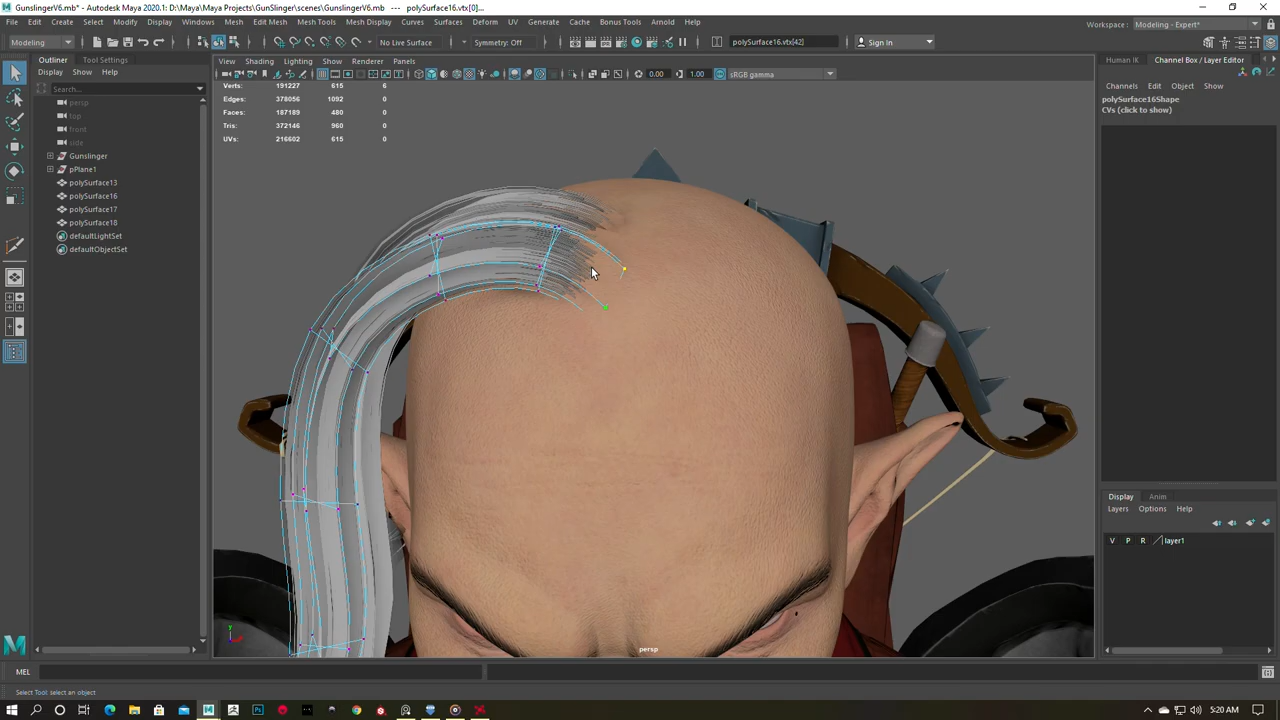 GunslingerV6.mb* - Autodesk Maya 2020.1: D:\Maya\Maya Projects\GunSlinger\scenes\GunslingerV6.mb --- polySurface16.vtx[0]...
File Edit Create Select Modify Display Windows Mesh Edit Mesh Mesh Tools Mesh Display Curves Surfaces Deform UV Generate Cache Bonus Tools Arnold Help
Workspace : Modeling - Expert*
Modeling No Live Surface Symmetry: Off polySurface16.vtx[42] Sign In
Outliner Tool Settings
View Shading Lighting Show Renderer Panels
Human IK Channel Box / Layer Editor
Display Show Help
0.00 1.00 sRGB gamma
Search...
Channels Edit Object Show
Verts: 191227 615 6
Edges: 378056 1092 0
Faces: 187189 480 0
Tris: 372146 960 0
UVs: 216602 615 0
polySurface16Shape
CVs (click to show)
persp
top
front
side
Gunslinger
pPlane1
polySurface13
polySurface16
polySurface17
polySurface18
defaultLightSet
defaultObjectSet
Display Anim
Layers Options Help
V P R layer1
persp
MEL
Select Tool: select an object
5:20 AM